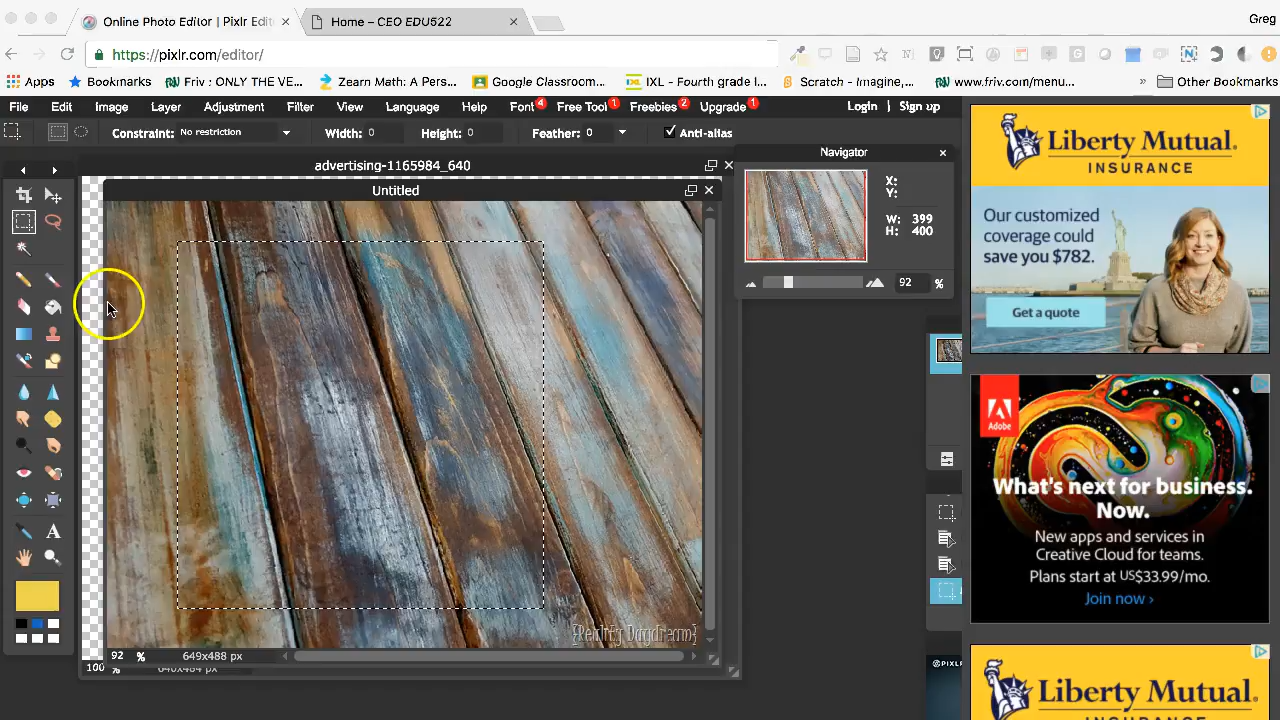 Online Photo Editor | Pixlr Edit
Home – CEO EDU522
Greg
https://pixlr.com/editor/
Apps
Bookmarks
Friv : ONLY THE VE...
Zearn Math: A Pers...
Google Classroom...
IXL - Fourth grade l...
Scratch - Imagine,...
www.friv.com/menu...
»
Other Bookmarks
File Edit Image Layer Adjustment Filter View Language Help Font 4 Free Tool 1 Freebies 2 Upgrade 1 Login | Sign up
Constraint: No restriction Width: 0 Height: 0 Feather: 0 Anti-alias
advertising-1165984_640
Untitled
Navigator
X:
Y:
W: 399
H: 400
92 %
{Reality Daydream}
92 % 649x488 px
100 % 640x484 px
A
Liberty Mutual.
INSURANCE
Our customized
coverage could
save you $782.
Get a quote
Adobe
What's next for business.
Now.
New apps and services in
Creative Cloud for teams.
Plans start at US$33.99/mo.
Join now ›
Liberty Mutual
INSURANCE